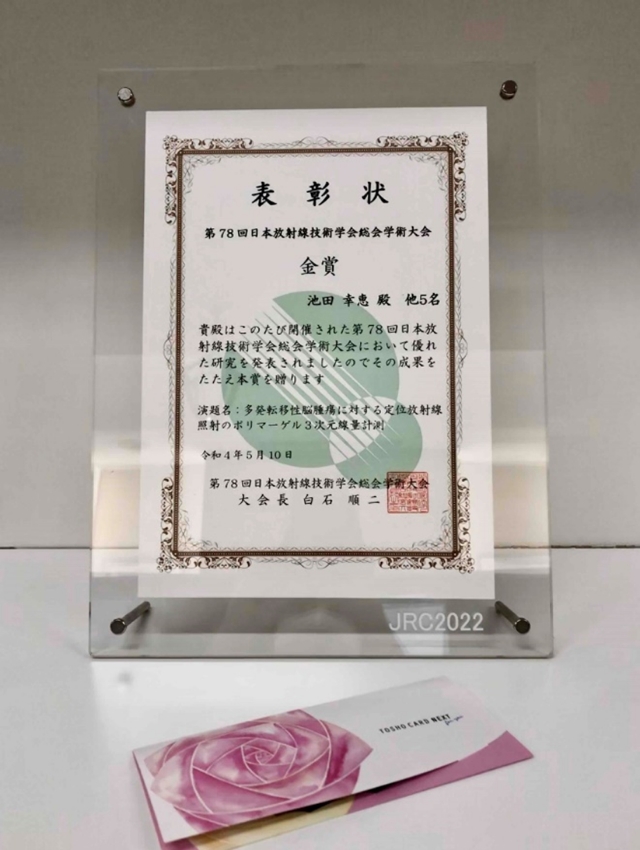 表彰状
第78回日本放射線技術学会総会学術大会
金賞
池田 幸恵 殿 他5名
貴殿はこのたび開催された第78回日本放
射線技術学会総会学術大会において優れ
た研究を発表されましたのでその成果を
たたえ本賞を贈ります
演題名：多発転移性脳腫瘍に対する定位放射線
照射のポリマーゲル3次元線量計測
令和4年5月10日
第78回日本放射線技術学会総会学術大会
大会長 白石 順二
JRC2022
TOSHO CARD NEXT